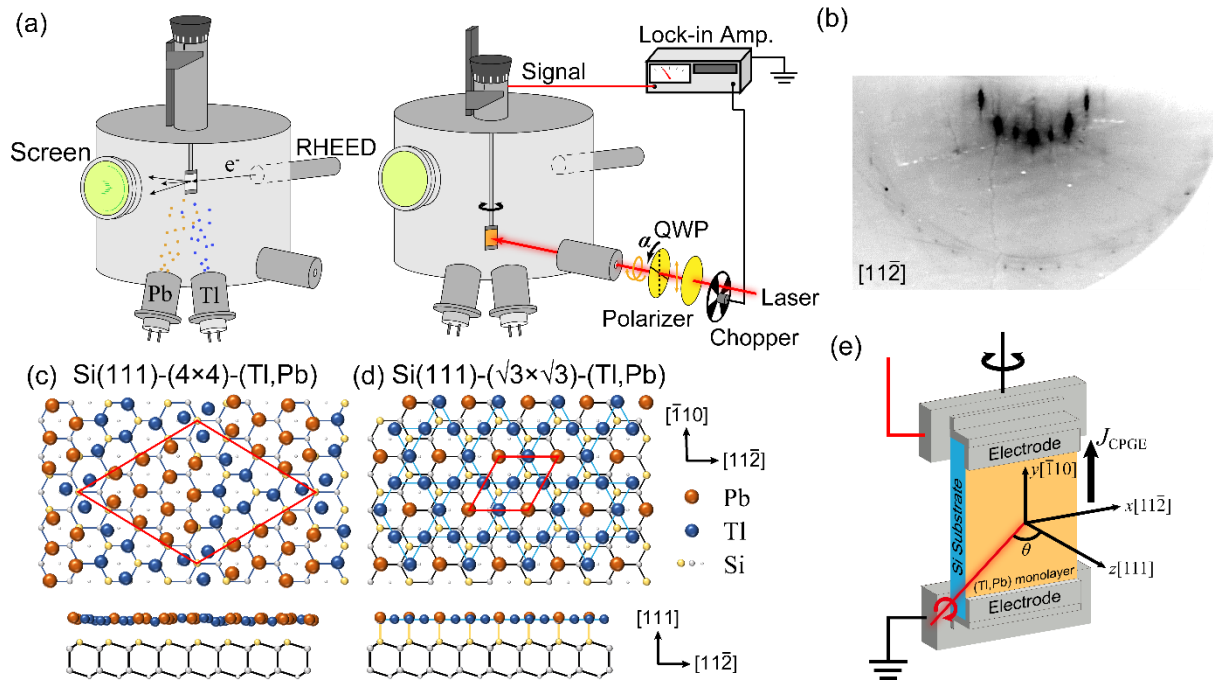 (a)
Screen
RHEED
e⁻
Pb
Tl
Signal
Lock-in Amp.
α
QWP
Polarizer
Laser
Chopper
(b)
[112̄]
(c) Si(111)-(4×4)-(Tl,Pb)
(d) Si(111)-(√3×√3)-(Tl,Pb)
[1̄10]
[112̄]
Pb
Tl
Si
[111]
[112̄]
(e)
Electrode
J_CPGE
y[1̄10]
x[112̄]
θ
z[111]
Si Substrate
(Tl,Pb) monolayer
Electrode